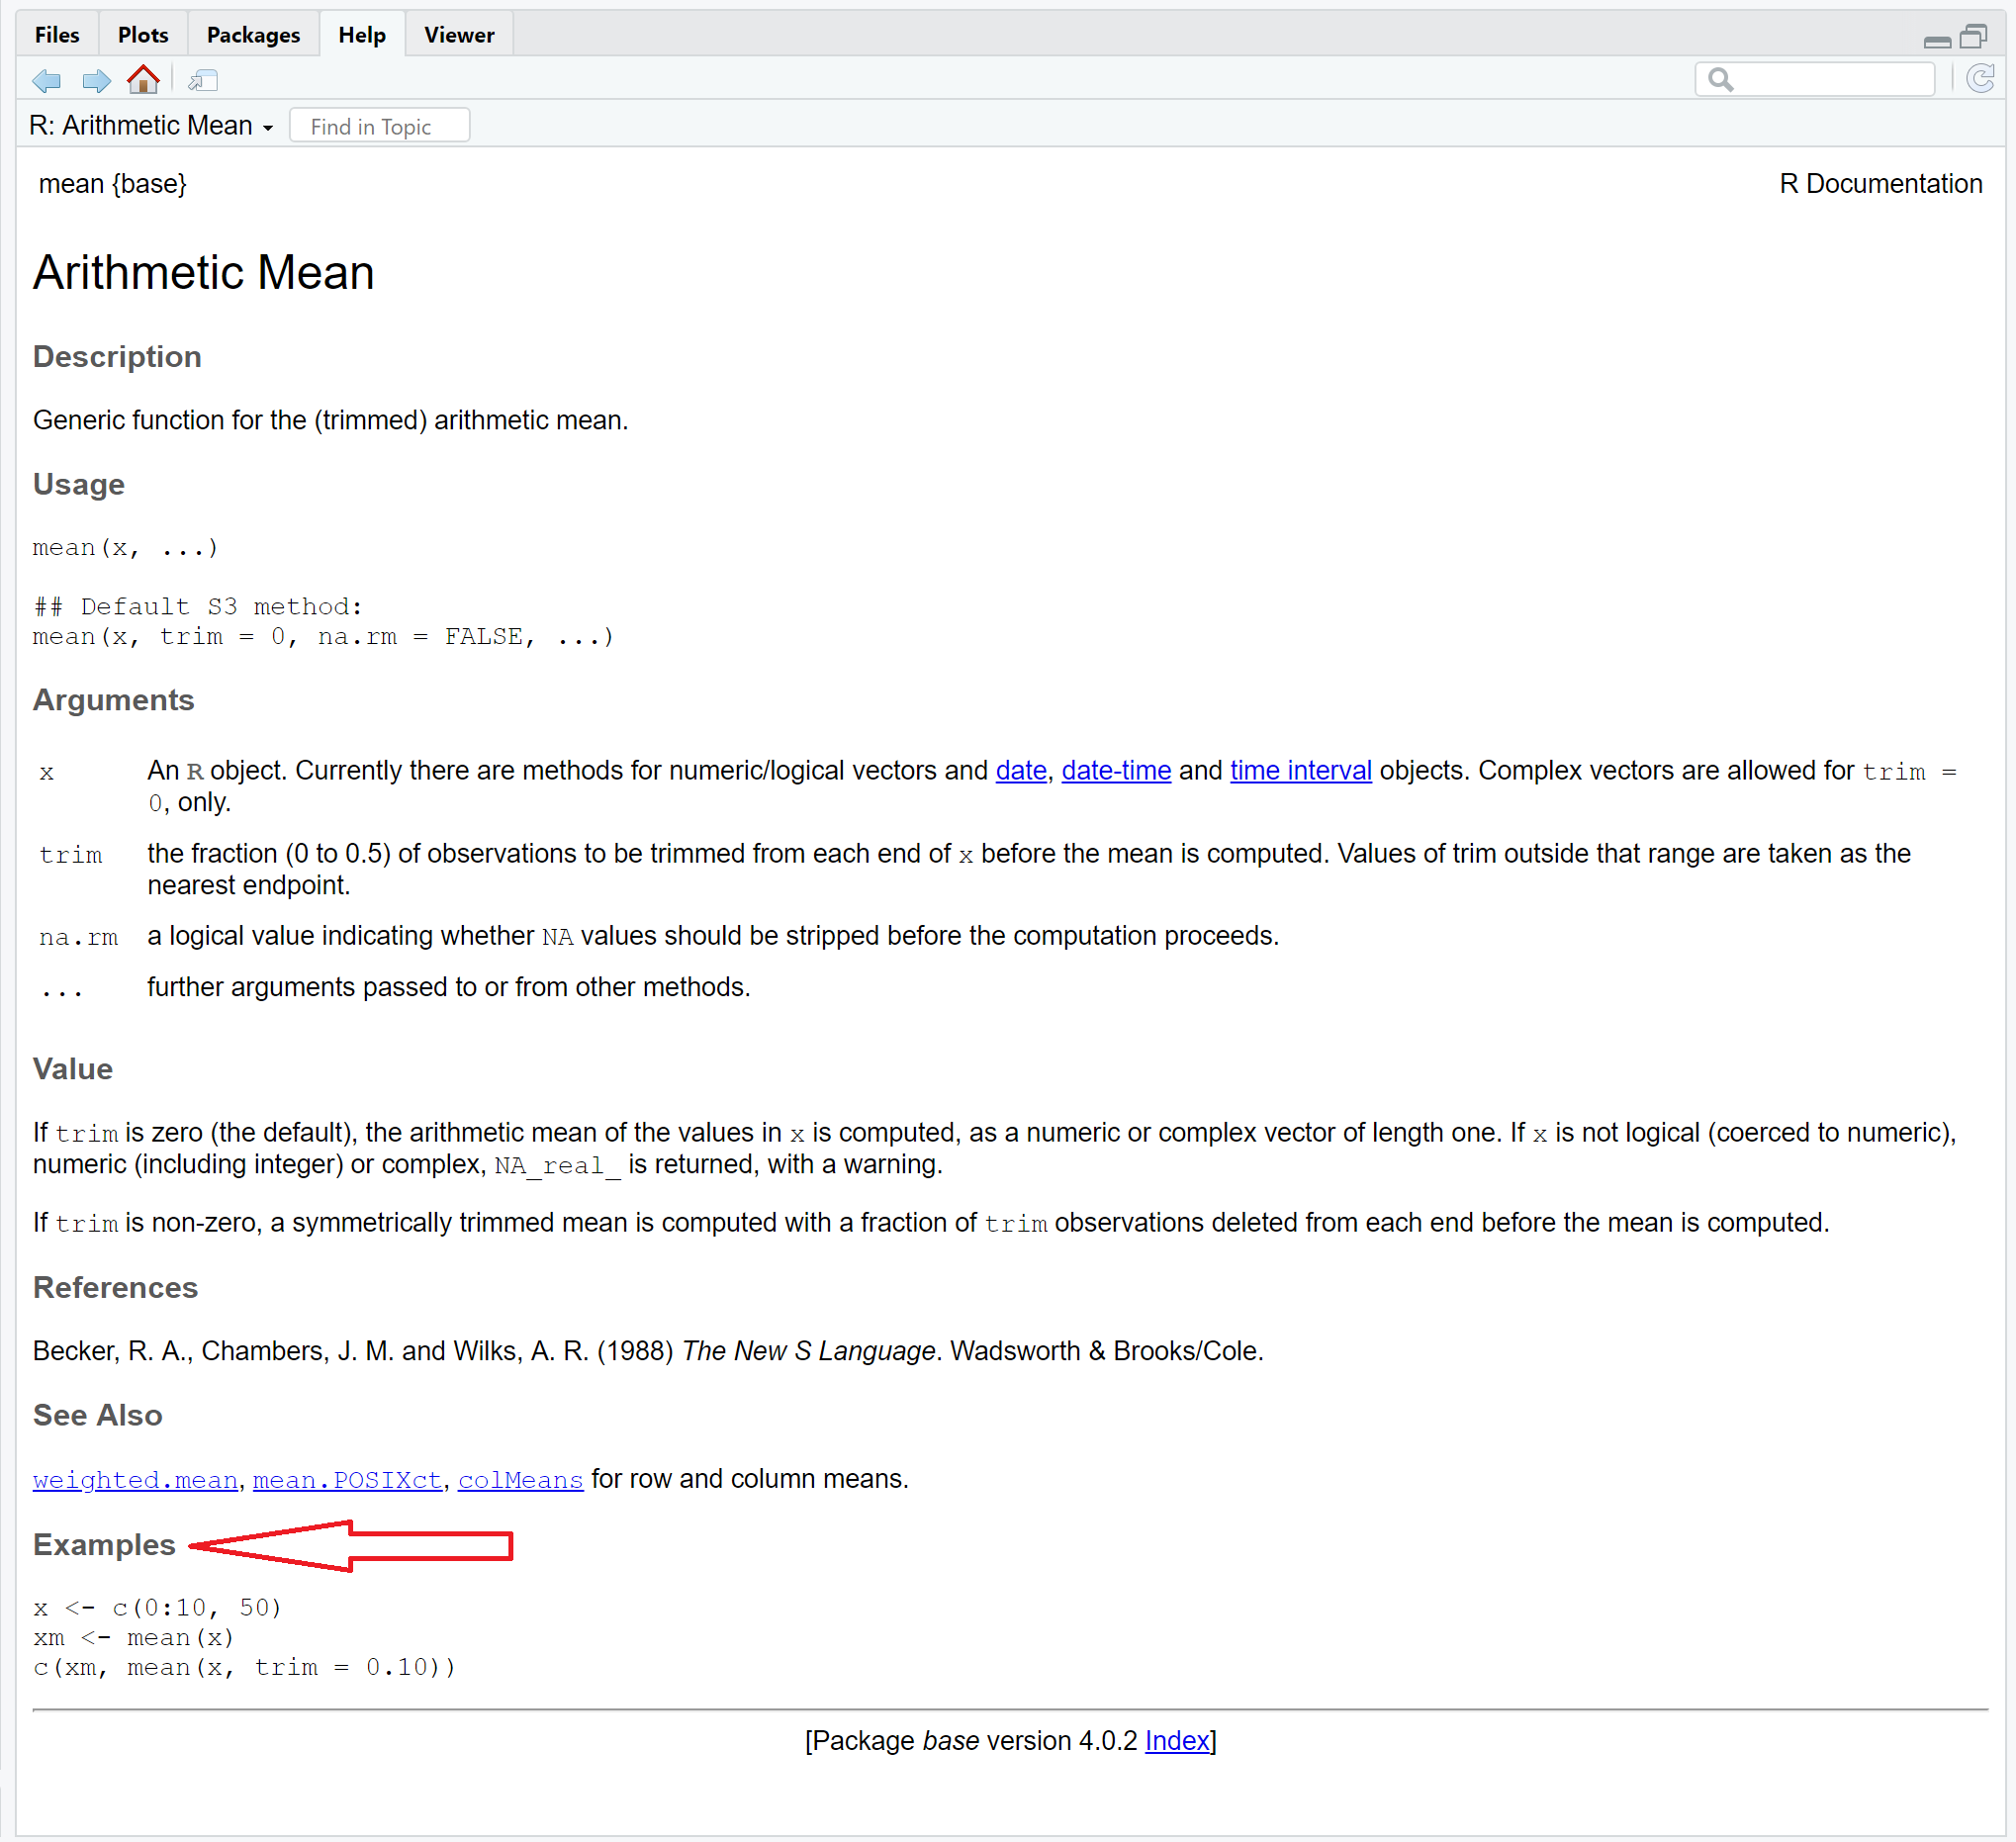 Files Plots Packages Help Viewer
R: Arithmetic Mean Find in Topic
mean {base} R Documentation
Arithmetic Mean
Description
Generic function for the (trimmed) arithmetic mean.
Usage
mean(x, ...)
## Default S3 method:
mean(x, trim = 0, na.rm = FALSE, ...)
Arguments
x An R object. Currently there are methods for numeric/logical vectors and date, date-time and time interval objects. Complex vectors are allowed for trim =
0, only.
trim the fraction (0 to 0.5) of observations to be trimmed from each end of x before the mean is computed. Values of trim outside that range are taken as the
nearest endpoint.
na.rm a logical value indicating whether NA values should be stripped before the computation proceeds.
... further arguments passed to or from other methods.
Value
If trim is zero (the default), the arithmetic mean of the values in x is computed, as a numeric or complex vector of length one. If x is not logical (coerced to numeric),
numeric (including integer) or complex, NA_real_ is returned, with a warning.
If trim is non-zero, a symmetrically trimmed mean is computed with a fraction of trim observations deleted from each end before the mean is computed.
References
Becker, R. A., Chambers, J. M. and Wilks, A. R. (1988) The New S Language. Wadsworth & Brooks/Cole.
See Also
weighted.mean, mean.POSIXct, colMeans for row and column means.
Examples
x <- c(0:10, 50)
xm <- mean(x)
c(xm, mean(x, trim = 0.10))
[Package base version 4.0.2 Index]